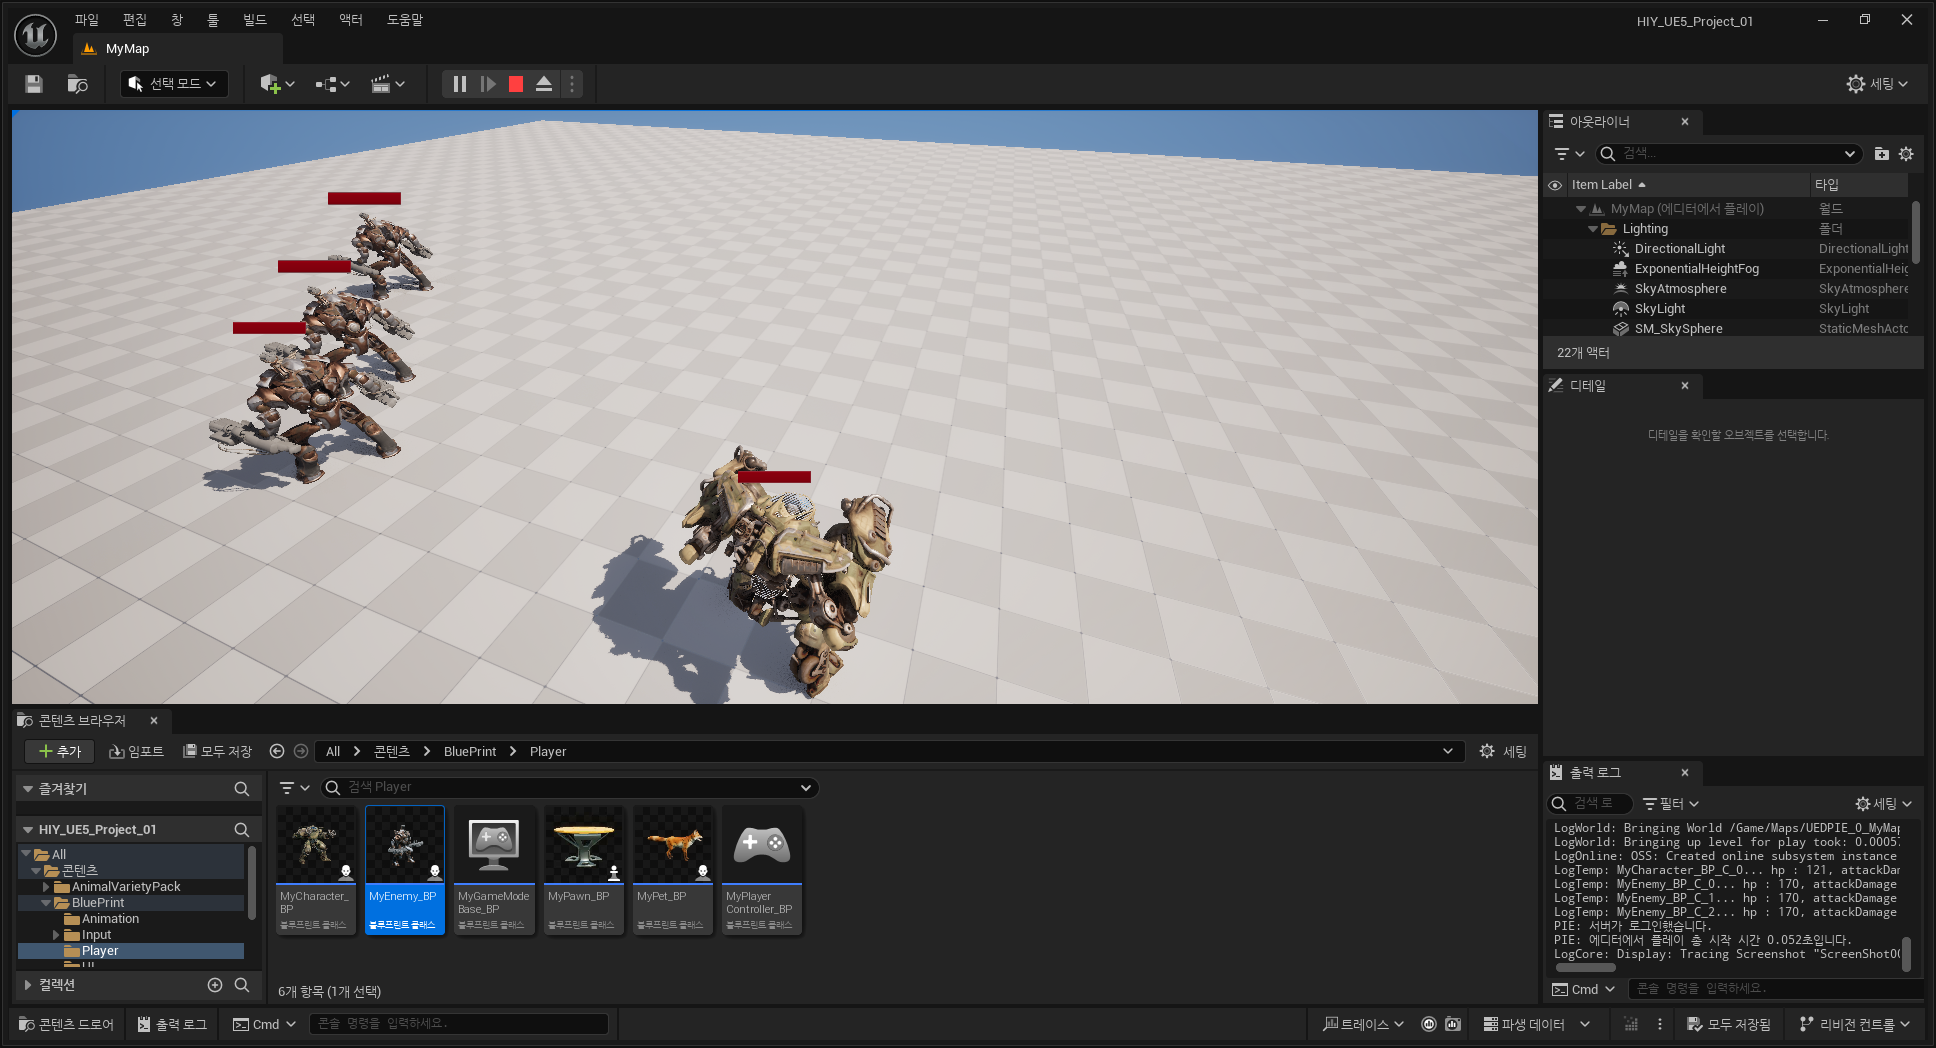 파일 편집 창 툴 빌드 선택 액터 도움말
HIY_UE5_Project_01
MyMap
선택 모드
세팅
아웃라이너
검색...
Item Label 타입
MyMap (에디터에서 플레이) 월드
Lighting 폴더
DirectionalLight DirectionalLight
ExponentialHeightFog ExponentialHeig
SkyAtmosphere SkyAtmosphere
SkyLight SkyLight
SM_SkySphere StaticMeshActo
22개 액터
디테일
디테일을 확인할 오브젝트를 선택합니다.
콘텐츠 브라우저
추가 임포트 모두 저장 All 콘텐츠 BluePrint Player 세팅
즐겨찾기
검색 Player
HIY_UE5_Project_01
All
콘텐츠
AnimalVarietyPack
BluePrint
Animation
Input
Player
UI
컬렉션
MyCharacter_
BP
블루프린트 클래스
MyEnemy_BP
블루프린트 클래스
MyGameMode
Base_BP
블루프린트 클래스
MyPawn_BP
블루프린트 클래스
MyPet_BP
블루프린트 클래스
MyPlayer
Controller_BP
블루프린트 클래스
6개 항목 (1개 선택)
출력 로그
검색 로 필터 세팅
LogWorld: Bringing World /Game/Maps/UEDPIE_0_MyMap
LogWorld: Bringing up level for play took: 0.00057
LogOnline: OSS: Created online subsystem instance
LogTemp: MyCharacter_BP_C_0... hp : 121, attackDam
LogTemp: MyEnemy_BP_C_0... hp : 170, attackDamage
LogTemp: MyEnemy_BP_C_1... hp : 170, attackDamage
LogTemp: MyEnemy_BP_C_2... hp : 170, attackDamage
PIE: 서버가 로그인했습니다.
PIE: 에디터에서 플레이 총 시작 시간 0.052초입니다.
LogCore: Display: Tracing Screenshot "ScreenShot00
Cmd 콘솔 명령을 입력하세요.
콘텐츠 드로어 출력 로그 Cmd 콘솔 명령을 입력하세요.
트레이스 파생 데이터 모두 저장됨 리비전 컨트롤